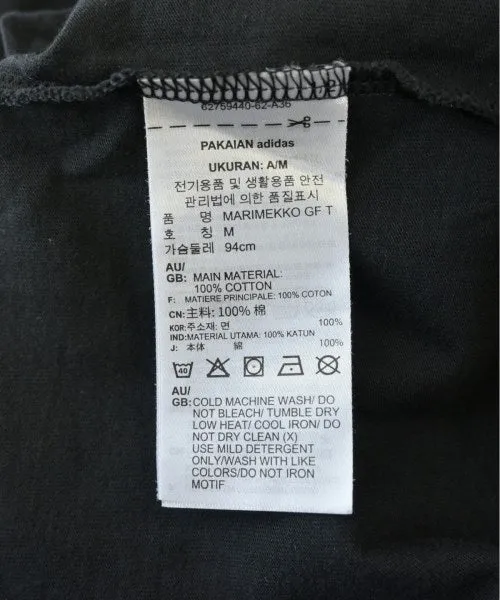 62759440-62-A36
PAKAIAN adidas
UKURAN: A/M
전기용품 및 생활용품 안전
관리법에 의한 품질표시
품 명 MARIMEKKO GF T
호 칭 M
가슴둘레 94cm
AU/
GB: MAIN MATERIAL:
100% COTTON
F: MATIERE PRINCIPALE: 100% COTON
CN:主料: 100% 棉
KOR:주소재: 면 100%
IND:MATERIAL UTAMA: 100% KATUN
J: 本体 綿 100%
40
AU/
GB:COLD MACHINE WASH/ DO
NOT BLEACH/ TUMBLE DRY
LOW HEAT/ COOL IRON/ DO
NOT DRY CLEAN (X)
USE MILD DETERGENT
ONLY/WASH WITH LIKE
COLORS/DO NOT IRON
MOTIF